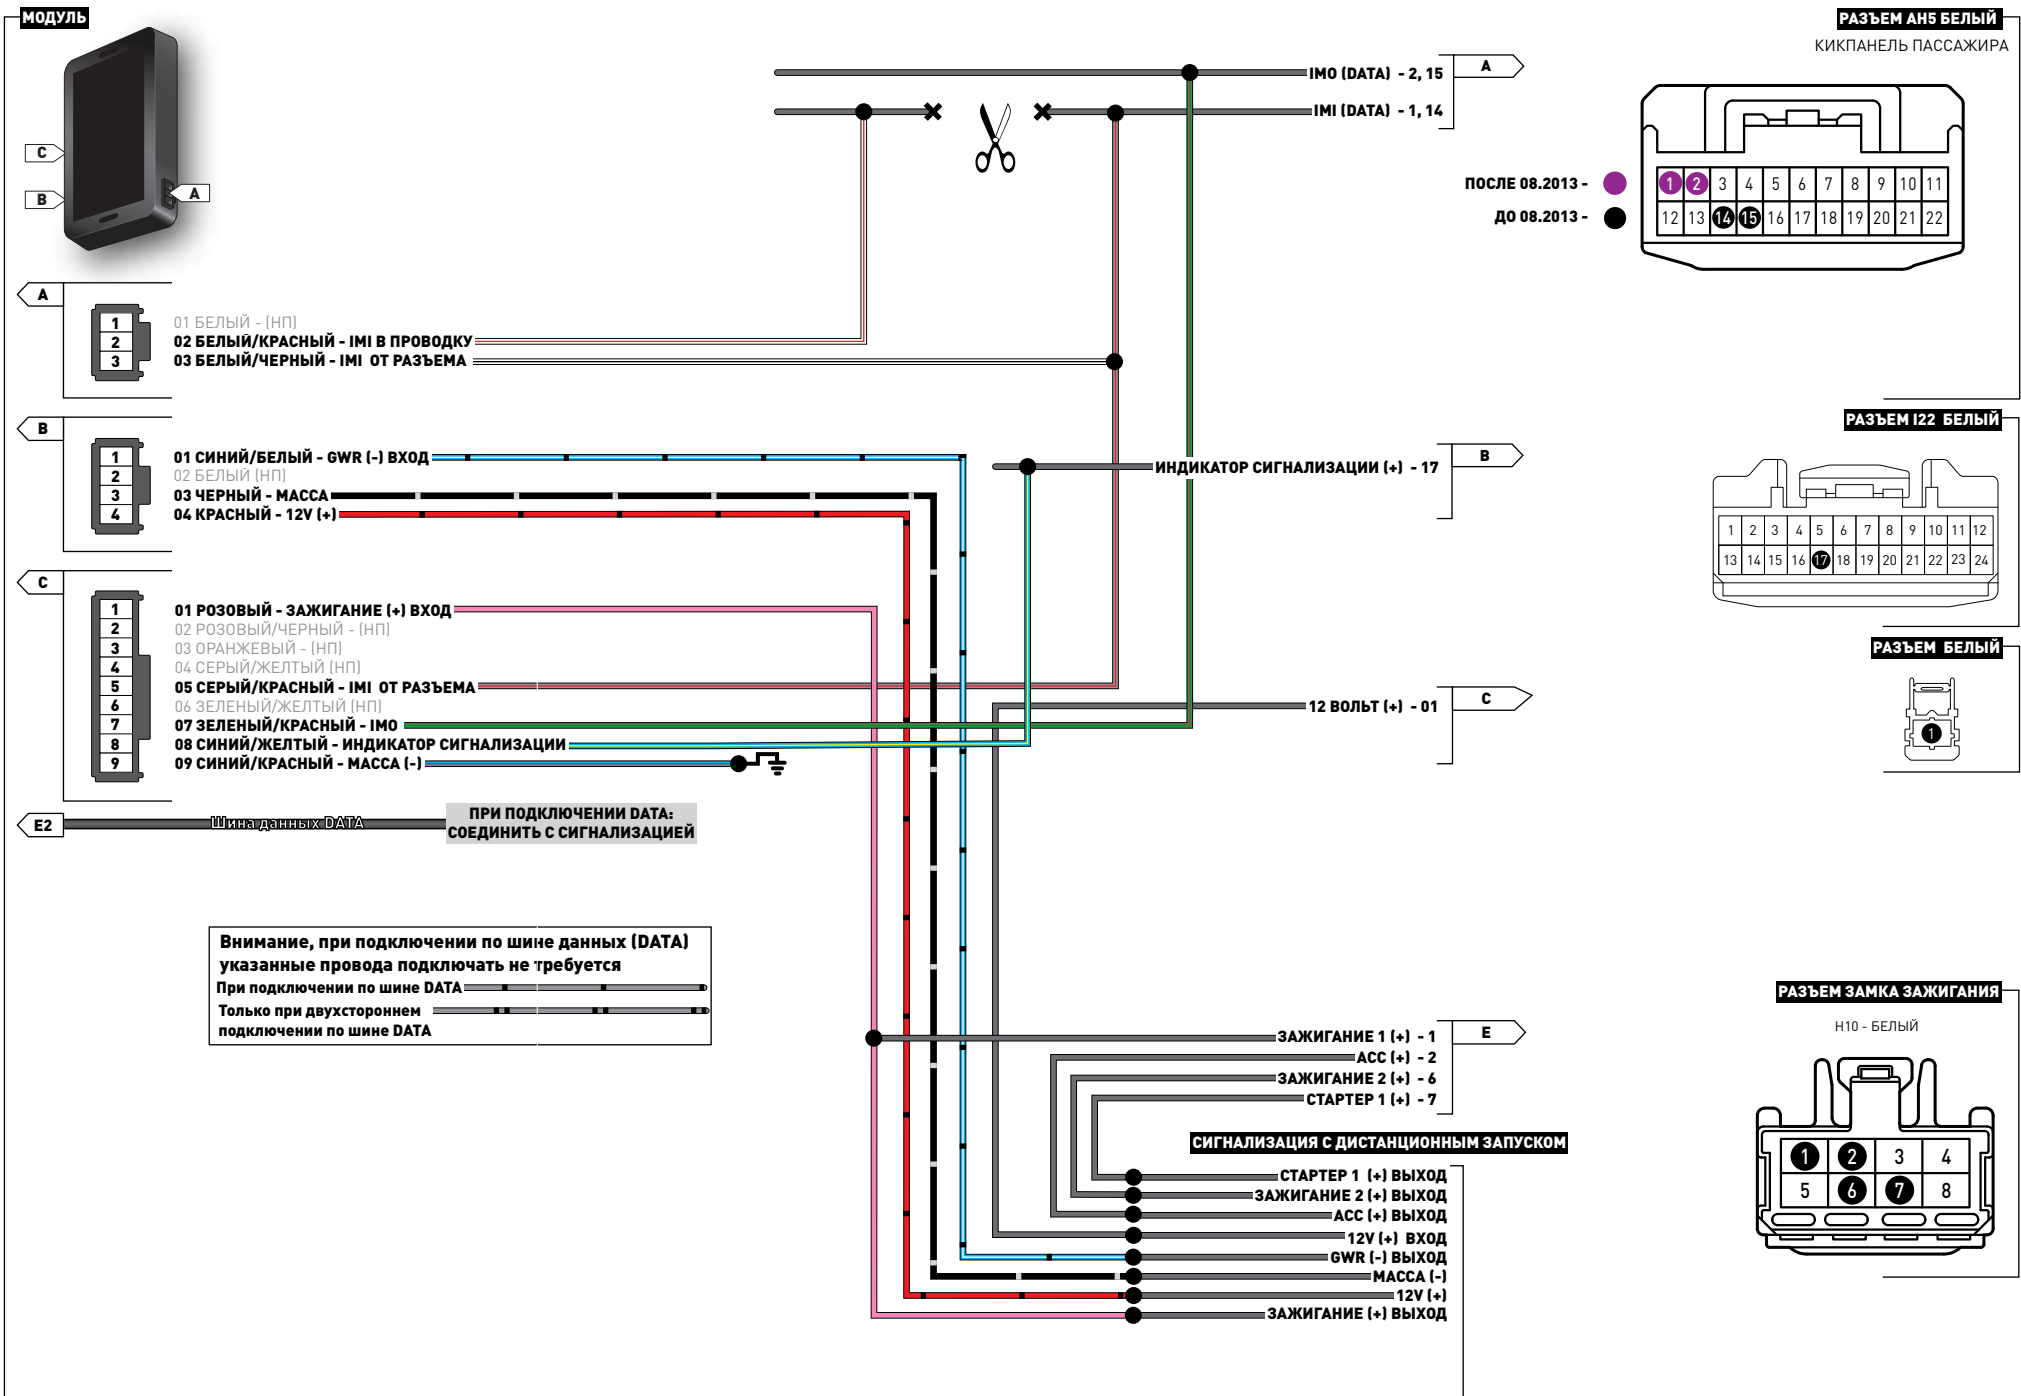 МОДУЛЬ
C
B
A
A
1
2
3
01 БЕЛЫЙ - (НП)
02 БЕЛЫЙ/КРАСНЫЙ - IMI В ПРОВОДКУ
03 БЕЛЫЙ/ЧЕРНЫЙ - IMI ОТ РАЗЪЕМА
B
1
2
3
4
01 СИНИЙ/БЕЛЫЙ - GWR (-) ВХОД
02 БЕЛЫЙ (НП)
03 ЧЕРНЫЙ - МАССА
04 КРАСНЫЙ - 12V (+)
C
1
2
3
4
5
6
7
8
9
01 РОЗОВЫЙ - ЗАЖИГАНИЕ (+) ВХОД
02 РОЗОВЫЙ/ЧЕРНЫЙ - (НП)
03 ОРАНЖЕВЫЙ - (НП)
04 СЕРЫЙ/ЖЕЛТЫЙ (НП)
05 СЕРЫЙ/КРАСНЫЙ - IMI ОТ РАЗЪЕМА
06 ЗЕЛЕНЫЙ/ЖЕЛТЫЙ (НП)
07 ЗЕЛЕНЫЙ/КРАСНЫЙ - IMO
08 СИНИЙ/ЖЕЛТЫЙ - ИНДИКАТОР СИГНАЛИЗАЦИИ
09 СИНИЙ/КРАСНЫЙ - МАССА (-)
E2
Шина данных DATA
ПРИ ПОДКЛЮЧЕНИИ DATA:
СОЕДИНИТЬ С СИГНАЛИЗАЦИЕЙ
Внимание, при подключении по шине данных (DATA)
указанные провода подключать не требуется
При подключении по шине DATA
Только при двухстороннем
подключении по шине DATA
IMO (DATA) - 2, 15
IMI (DATA) - 1, 14
A
ИНДИКАТОР СИГНАЛИЗАЦИИ (+) - 17
B
12 ВОЛЬТ (+) - 01
C
ЗАЖИГАНИЕ 1 (+) - 1
ACC (+) - 2
ЗАЖИГАНИЕ 2 (+) - 6
СТАРТЕР 1 (+) - 7
E
СИГНАЛИЗАЦИЯ С ДИСТАНЦИОННЫМ ЗАПУСКОМ
СТАРТЕР 1 (+) ВЫХОД
ЗАЖИГАНИЕ 2 (+) ВЫХОД
ACC (+) ВЫХОД
12V (+) ВХОД
GWR (-) ВЫХОД
МАССА (-)
12V (+)
ЗАЖИГАНИЕ (+) ВЫХОД
РАЗЪЕМ AH5 БЕЛЫЙ
КИКПАНЕЛЬ ПАССАЖИРА
ПОСЛЕ 08.2013 -
ДО 08.2013 -
1 2 3 4 5 6 7 8 9 10 11
12 13 14 15 16 17 18 19 20 21 22
РАЗЪЕМ I22 БЕЛЫЙ
1 2 3 4 5 6 7 8 9 10 11 12
13 14 15 16 17 18 19 20 21 22 23 24
РАЗЪЕМ БЕЛЫЙ
1
РАЗЪЕМ ЗАМКА ЗАЖИГАНИЯ
H10 - БЕЛЫЙ
1 2 3 4
5 6 7 8